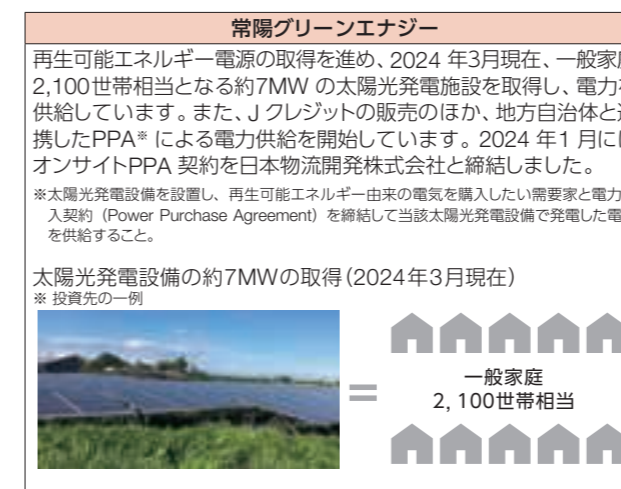 常陽グリーンエナジー
再生可能エネルギー電源の取得を進め、2024 年3月現在、一般家
2,100世帯相当となる約7MW の太陽光発電施設を取得し、電力
供給しています。また、J クレジットの販売のほか、地方自治体と
携したPPA※ による電力供給を開始しています。2024 年1 月に
オンサイトPPA 契約を日本物流開発株式会社と締結しました。
※太陽光発電設備を設置し、再生可能エネルギー由来の電気を購入したい需要家と電力
入契約（Power Purchase Agreement）を締結して当該太陽光発電設備で発電した電
を供給すること。
太陽光発電設備の約7MWの取得（2024年3月現在）
※ 投資先の一例
=
一般家庭
2, 100世帯相当